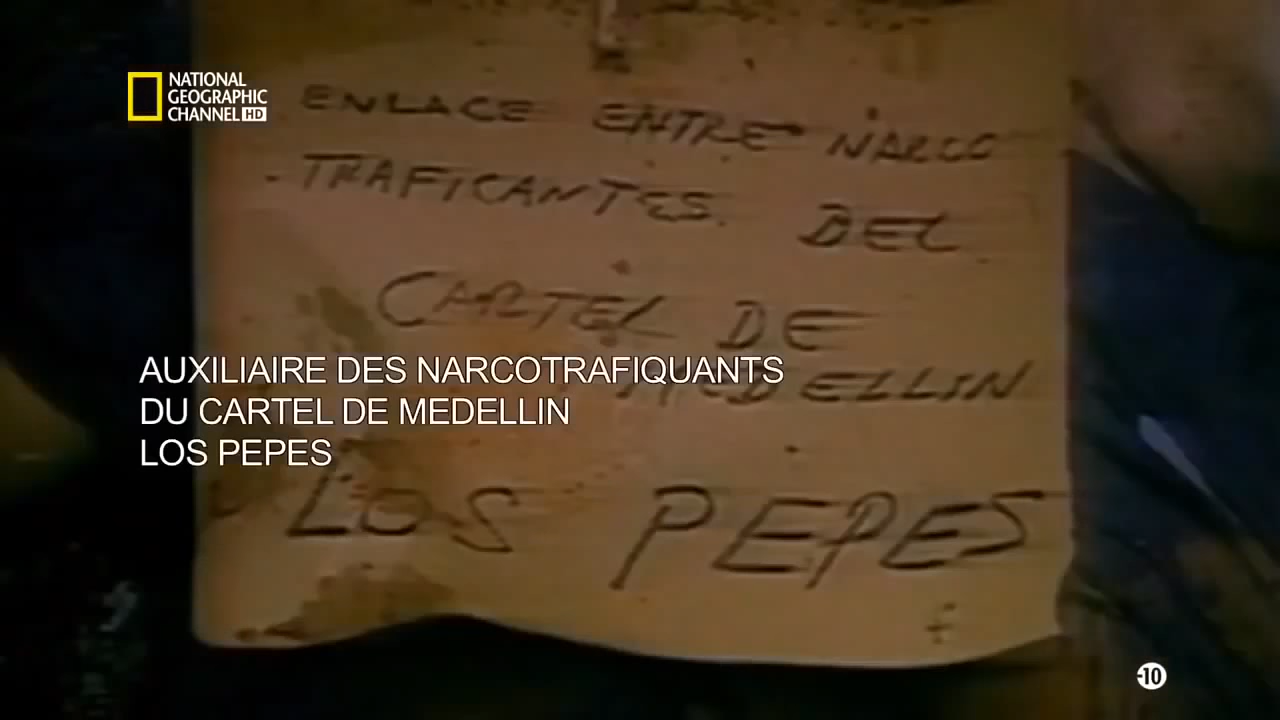 NATIONAL
GEOGRAPHIC
CHANNEL HD
ENLACE ENTRE NARCO
-TRAFICANTES DEL
CARTEL DE
MEDELLIN
LOS PEPES
AUXILIAIRE DES NARCOTRAFIQUANTS
DU CARTEL DE MEDELLIN
LOS PEPES
-10